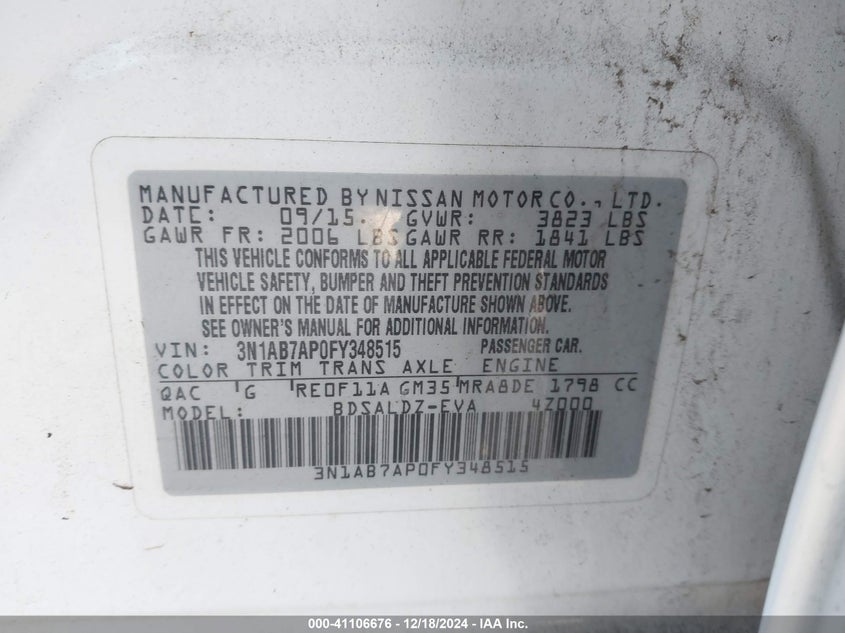 MANUFACTURED BY NISSAN MOTOR CO., LTD.
DATE: 09/15. GVWR: 3823 LBS
GAWR FR: 2006 LBS GAWR RR: 1841 LBS
THIS VEHICLE CONFORMS TO ALL APPLICABLE FEDERAL MOTOR
VEHICLE SAFETY, BUMPER AND THEFT PREVENTION STANDARDS
IN EFFECT ON THE DATE OF MANUFACTURE SHOWN ABOVE.
SEE OWNER'S MANUAL FOR ADDITIONAL INFORMATION.
VIN: 3N1AB7AP0FY348515 PASSENGER CAR.
COLOR TRIM TRANS AXLE ENGINE
QAC G RE0F11A GM35 MRA8DE 1798 CC
MODEL: BDSALDZ-EVA 4Z000
3N1AB7AP0FY348515
000-41106676 - 12/18/2024 - IAA Inc.